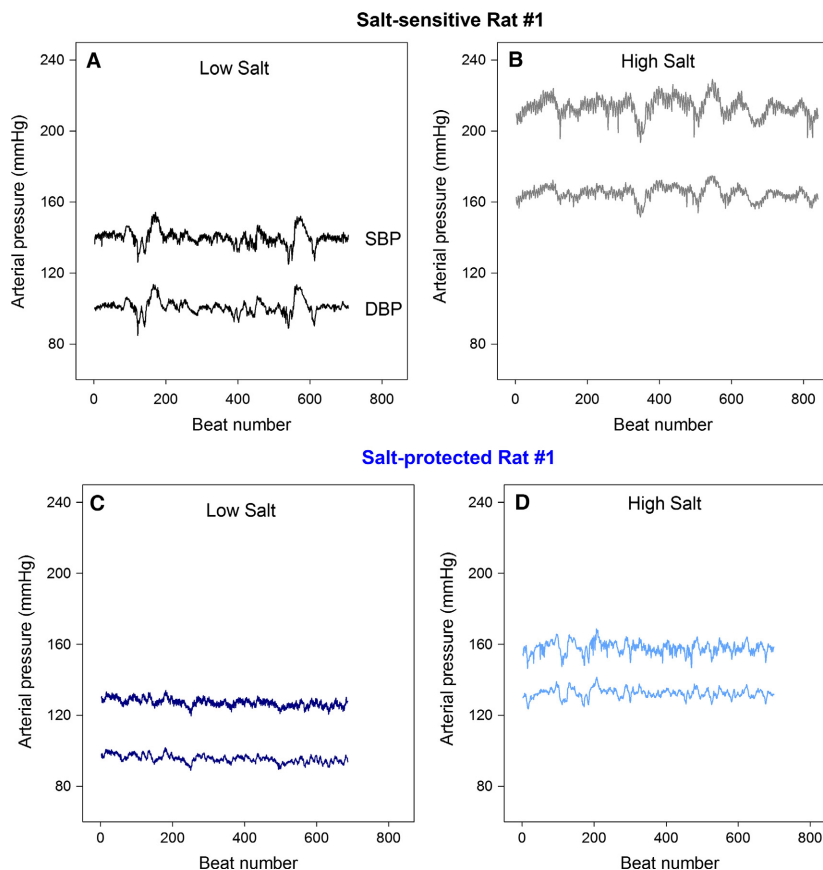 Salt-sensitive Rat #1
A
Low Salt
Arterial pressure (mmHg)
240
200
160
120
80
SBP
DBP
0 200 400 600 800
Beat number
B
High Salt
Arterial pressure (mmHg)
240
200
160
120
80
0 200 400 600 800
Beat number
Salt-protected Rat #1
C
Low Salt
Arterial pressure (mmHg)
240
200
160
120
80
0 200 400 600 800
Beat number
D
High Salt
Arterial pressure (mmHg)
240
200
160
120
80
0 200 400 600 800
Beat number